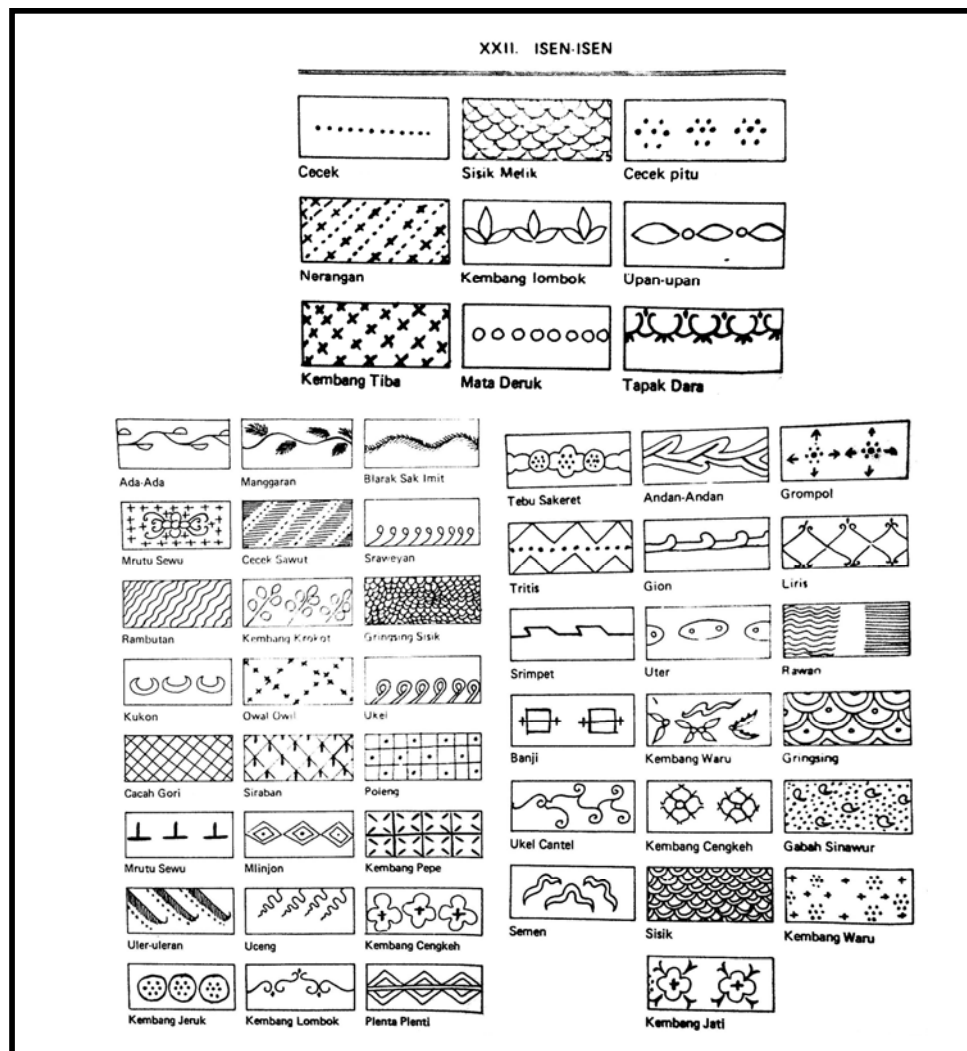 XXII. ISEN-ISEN
Cecek
Sisik Melik
Cecek pitu
Nerangan
Kembang lombok
Upan-upan
Kembang Tiba
Mata Deruk
Tapak Dara
Ada-Ada
Manggaran
Blarak Sak Imit
Mrutu Sewu
Cecek Sawut
Sraweyan
Rambutan
Kembang Krokot
Gringsing Sisik
Kukon
Owal Owil
Ukel
Cacah Gori
Siraban
Poleng
Mrutu Sewu
Mlinjon
Kembang Pepe
Uler-uleran
Uceng
Kembang Cengkeh
Kembang Jeruk
Kembang Lombok
Plenta Plenti
Tebu Sakeret
Andan-Andan
Grompol
Tritis
Gion
Liris
Srimpet
Uter
Rawan
Banji
Kembang Waru
Gringsing
Ukel Cantel
Kembang Cengkeh
Gabah Sinawur
Semen
Sisik
Kembang Waru
Kembang Jati